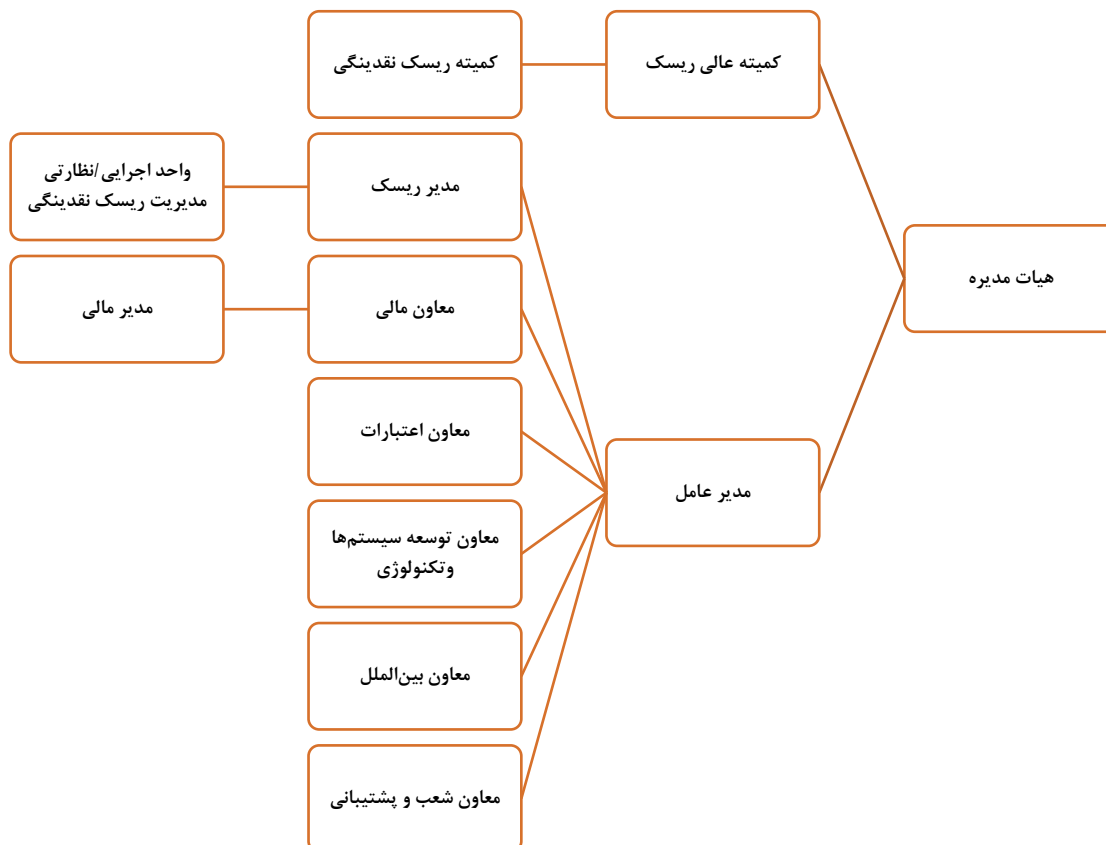 کمیته عالی ریسک
کمیته ریسک نقدینگی
مدیر ریسک
واحد اجرایی/نظارتی
مدیریت ریسک نقدینگی
هیات مدیره
معاون مالی
مدیر مالی
معاون اعتبارات
مدیر عامل
معاون توسعه سیستم‌ها
وتکنولوژی
معاون بین‌الملل
معاون شعب و پشتیبانی